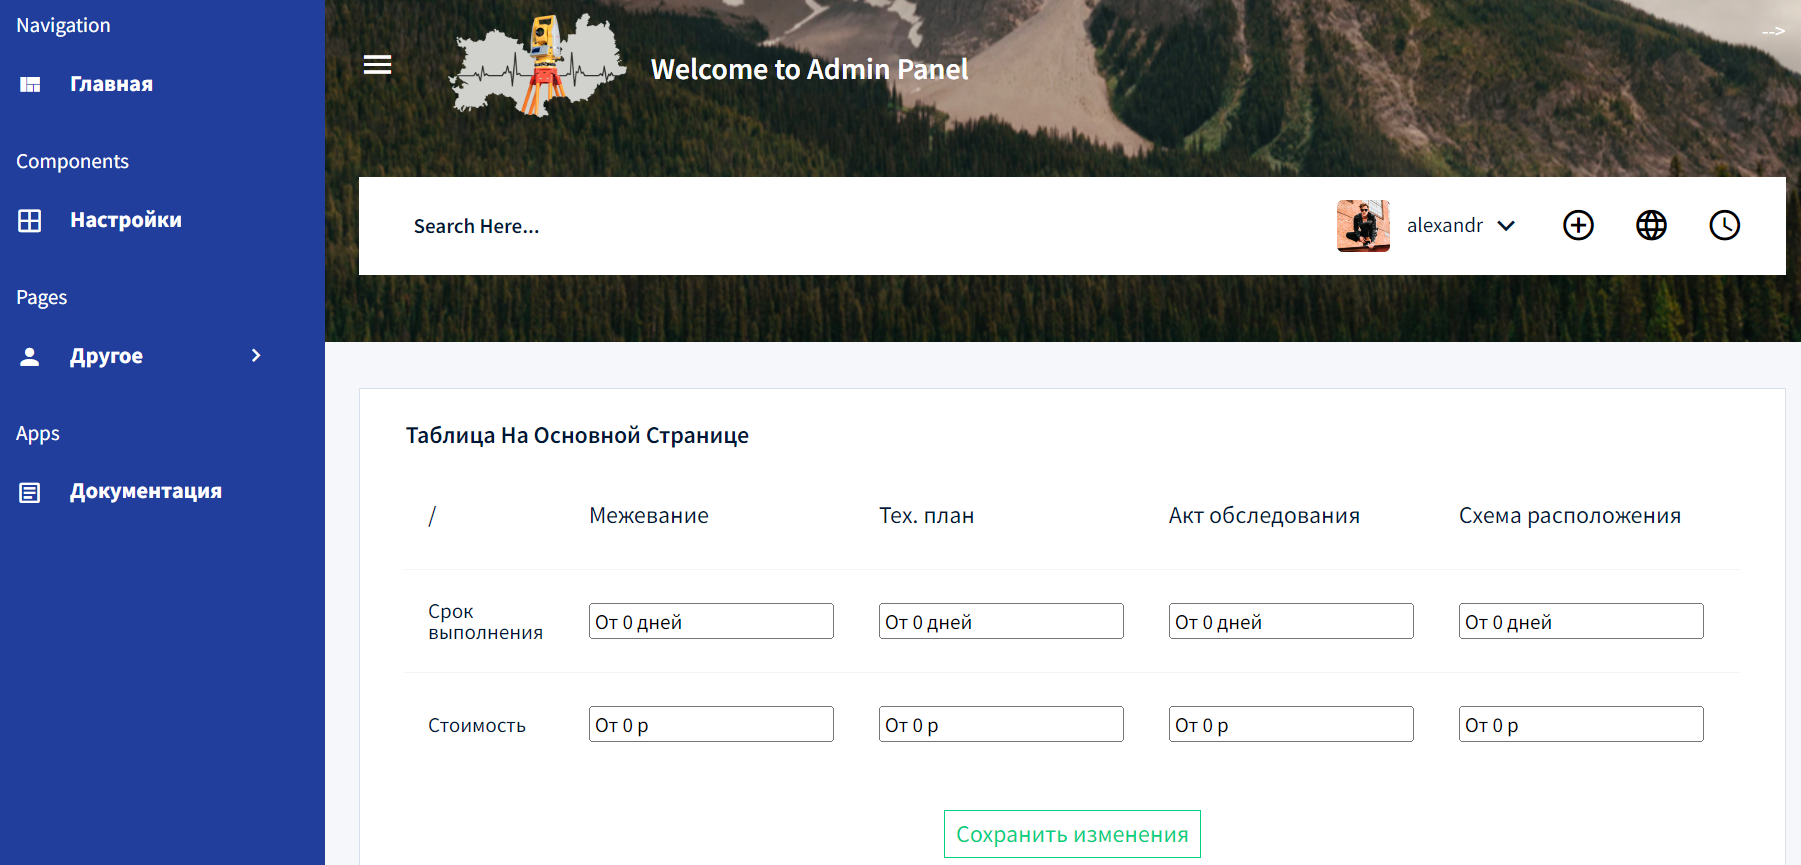 Navigation
Главная
Components
Настройки
Pages
Другое
Apps
Документация
-->
Welcome to Admin Panel
Search Here...
alexandr
Таблица На Основной Странице
/ Межевание Тех. план Акт обследования Схема расположения
Срок
выполнения
От 0 дней От 0 дней От 0 дней От 0 дней
Стоимость От 0 р От 0 р От 0 р От 0 р
Сохранить изменения